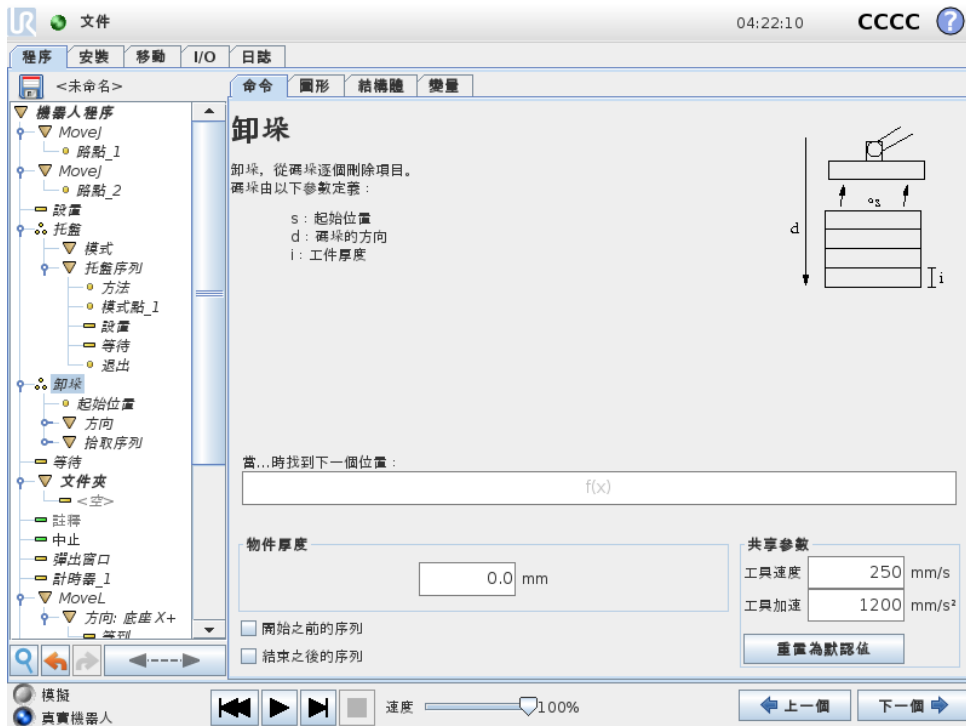 UR 文件 04:22:10 CCCC ?
程序 安裝 移動 I/O 日誌
<未命名>
命令 圖形 結構體 變量
機器人程序
MoveJ
路點_1
MoveJ
路點_2
設置
托盤
模式
托盤序列
方法
模式點_1
設置
等待
退出
卸垛
起始位置
方向
拾取序列
等待
文件夾
<空>
註釋
中止
彈出窗口
計時器_1
MoveL
方向: 底座 X+
等到
卸垛
卸垛, 從碼垛逐個刪除項目。
碼垛由以下參數定義:
s : 起始位置
d : 碼垛的方向
i : 工件厚度
s
d
i
當...時找到下一個位置 :
f(x)
物件厚度
0.0 mm
開始之前的序列
結束之後的序列
共享參數
工具速度 250 mm/s
工具加速 1200 mm/s²
重置為默認值
模擬
真實機器人
速度 100%
上一個 下一個